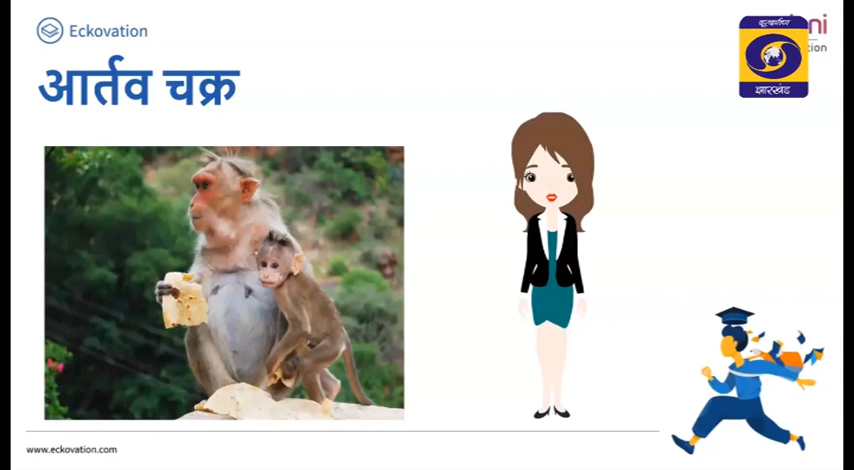 Eckovation
आर्तव चक्र
दूरदर्शन
झारखंड
www.eckovation.com